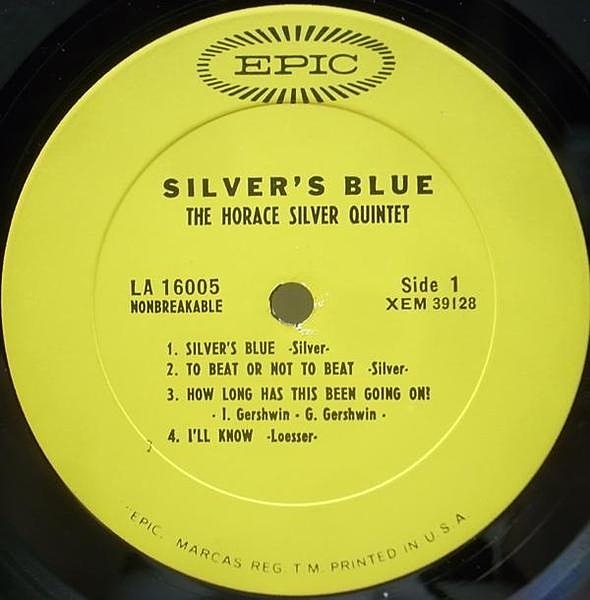 EPIC
SILVER'S BLUE
THE HORACE SILVER QUINTET
LA 16005
NONBREAKABLE
Side 1
XEM 39128
1. SILVER'S BLUE -Silver-
2. TO BEAT OR NOT TO BEAT -Silver-
3. HOW LONG HAS THIS BEEN GOING ON?
- I. Gershwin - G. Gershwin -
4. I'LL KNOW -Loesser-
"EPIC, MARCAS REG. T M. PRINTED IN U.S.A.